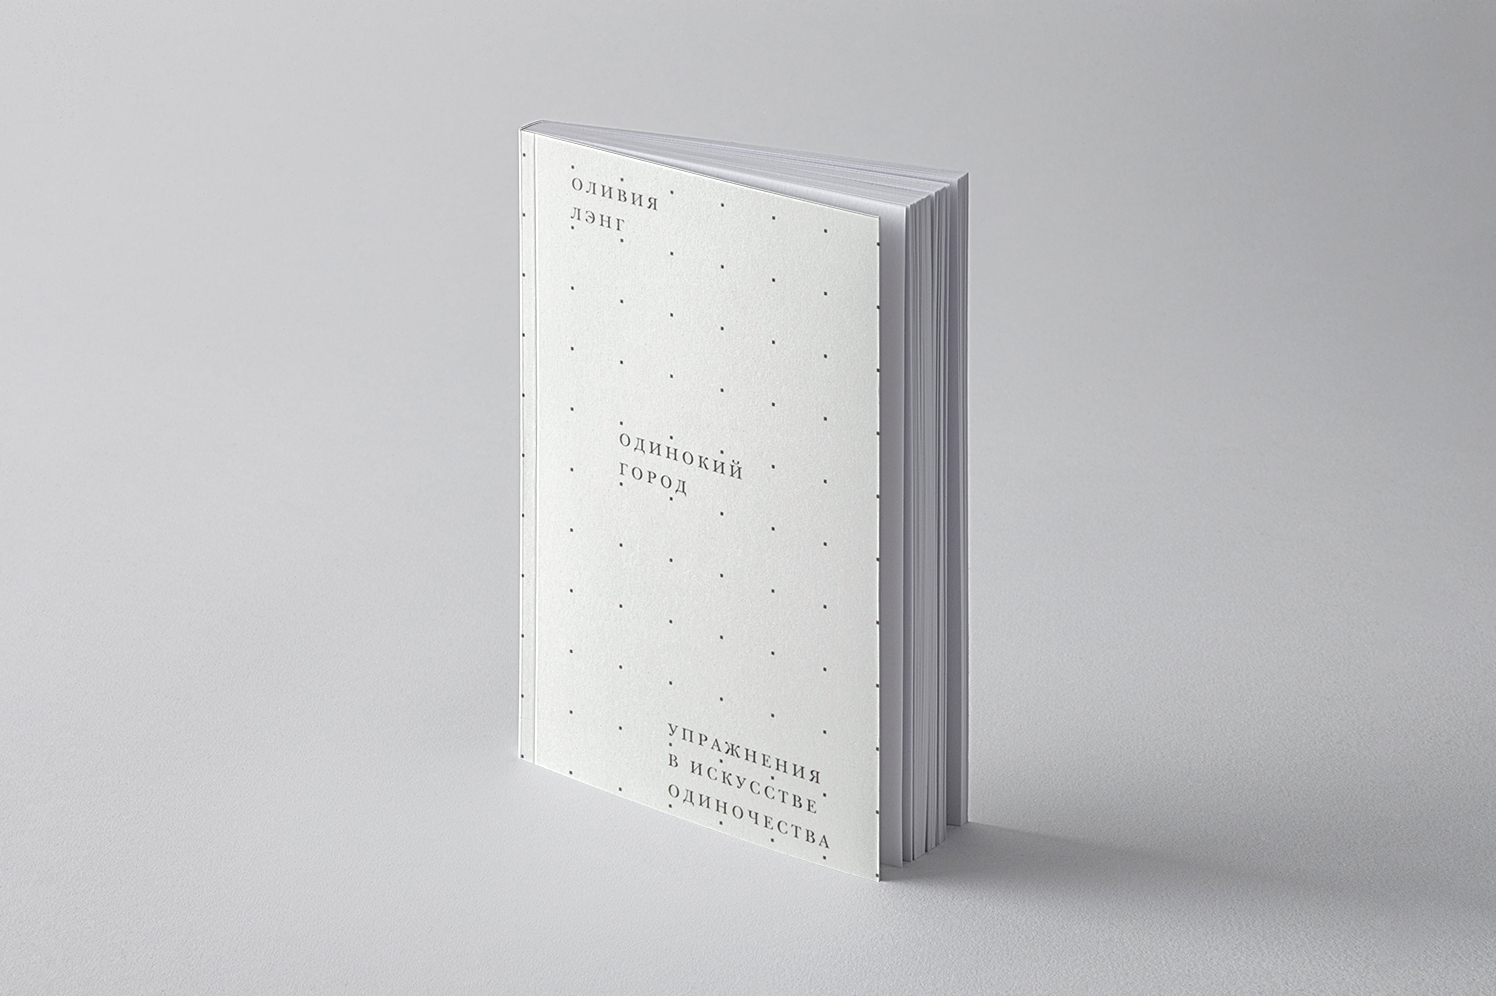 ОЛИВИЯ
ЛЭНГ
ОДИНОКИЙ
ГОРОД
УПРАЖНЕНИЯ
В ИСКУССТВЕ
ОДИНОЧЕСТВА